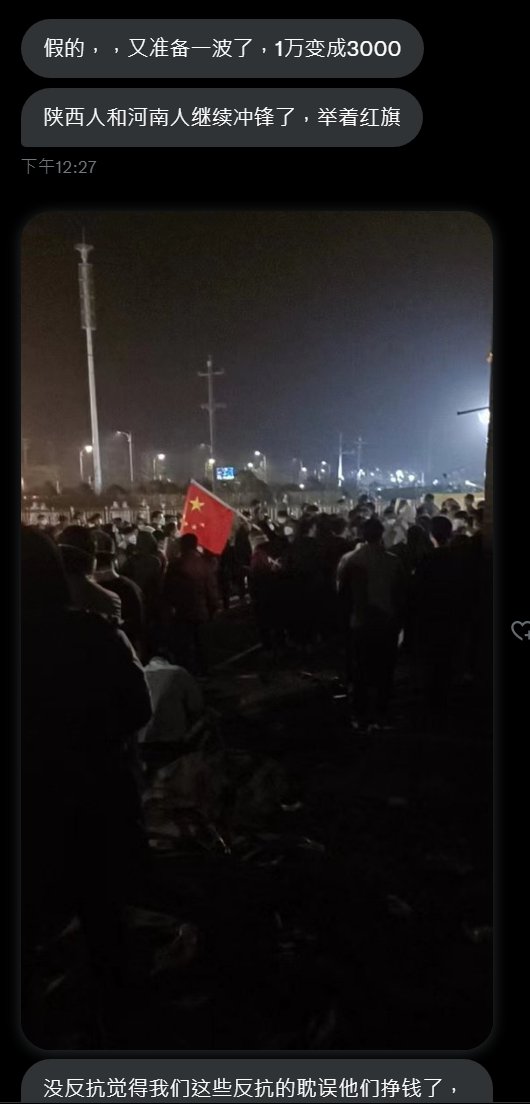 假的，，又准备一波了，1万变成3000
陕西人和河南人继续冲锋了，举着红旗
下午12:27
没反抗觉得我们这些反抗的耽误他们挣钱了，